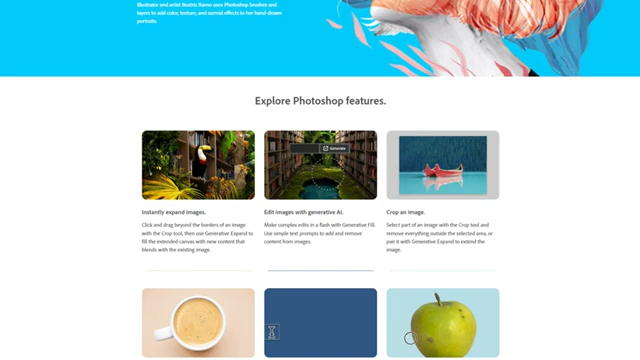 Illustrator and artist Beatriz Ramo uses Photoshop brushes and
layers to add color, texture, and surreal effects to her hand-drawn
portraits.
Explore Photoshop features.
Generate
Instantly expand images.
Click and drag beyond the borders of an image
with the Crop tool, then use Generative Expand to
fill the extended canvas with new content that
blends with the existing image.
Edit images with generative AI.
Make complex edits in a flash with Generative Fill.
Use simple text prompts to add and remove
content from images.
Crop an image.
Select part of an image with the Crop tool and
remove everything outside the selected area, or
pair it with Generative Expand to extend the
image.